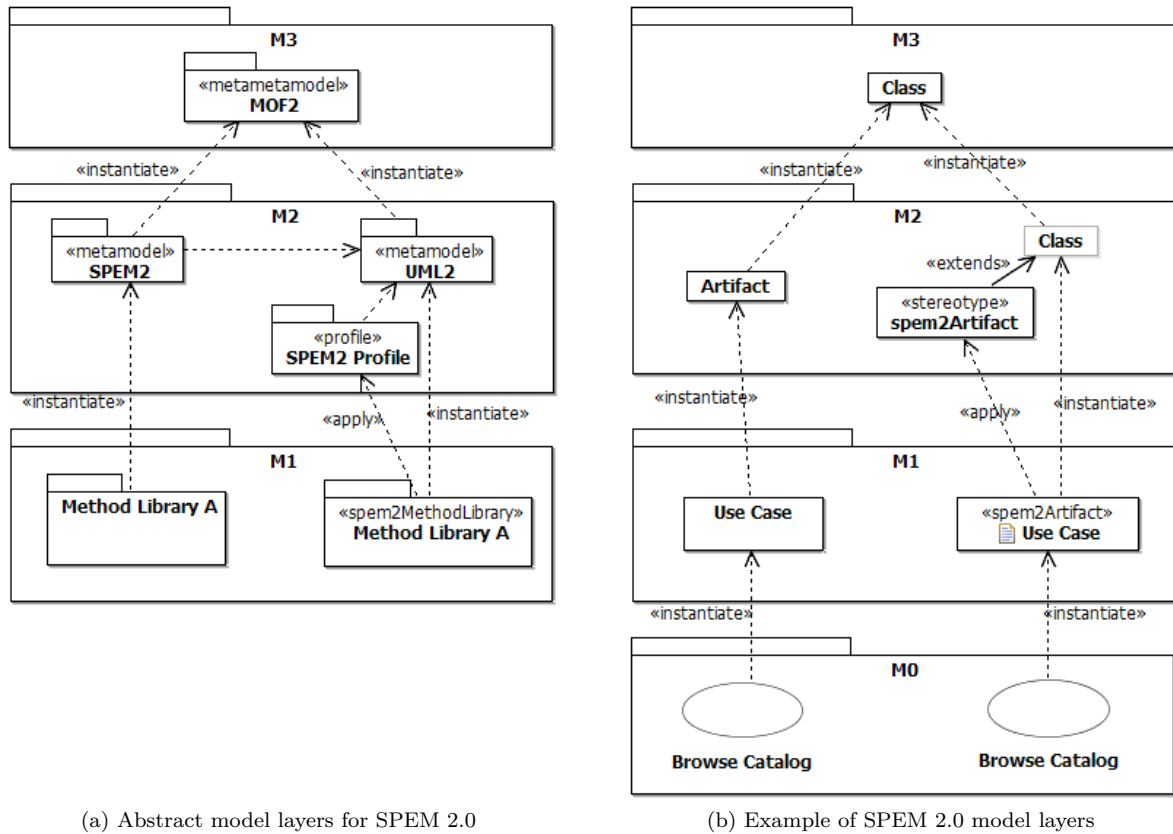 M3
«metametamodel»
MOF2
«instantiate»
«instantiate»
M2
«metamodel»
SPEM2
«metamodel»
UML2
«profile»
SPEM2 Profile
«instantiate»
«apply»
«instantiate»
M1
Method Library A
«spem2MethodLibrary»
Method Library A
(a) Abstract model layers for SPEM 2.0
M3
Class
«instantiate»
«instantiate»
M2
Class
«extends»
Artifact
«stereotype»
spem2Artifact
«instantiate»
«apply»
«instantiate»
M1
Use Case
«spem2Artifact»
Use Case
«instantiate»
«instantiate»
M0
Browse Catalog
Browse Catalog
(b) Example of SPEM 2.0 model layers